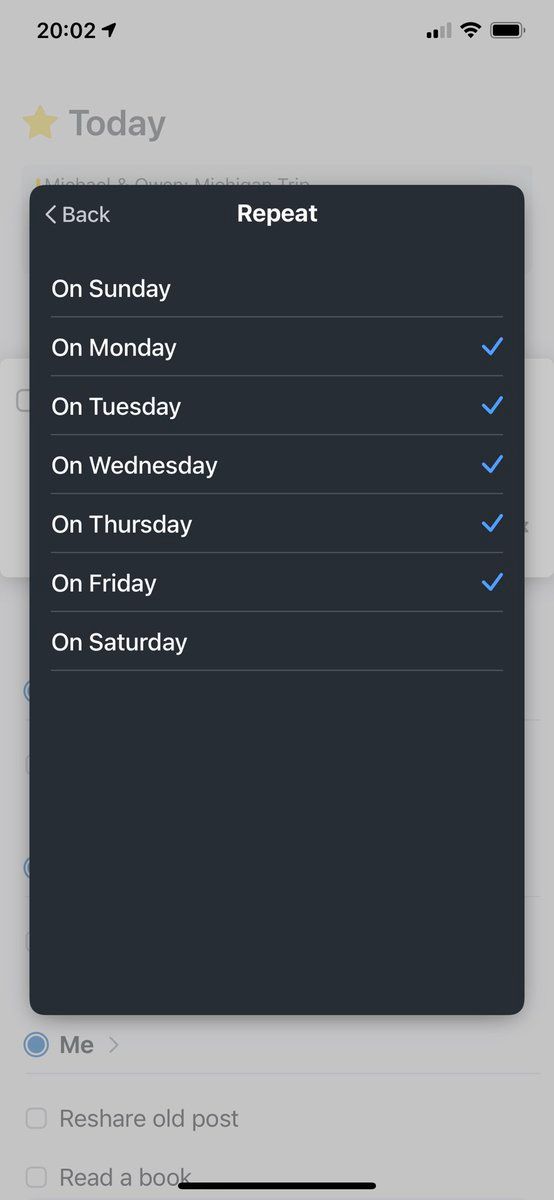 20:02
Today
Michael & Owen: Michigan Trip
Back
Repeat
On Sunday
On Monday
On Tuesday
On Wednesday
On Thursday
On Friday
On Saturday
Me
Reshare old post
Read a book